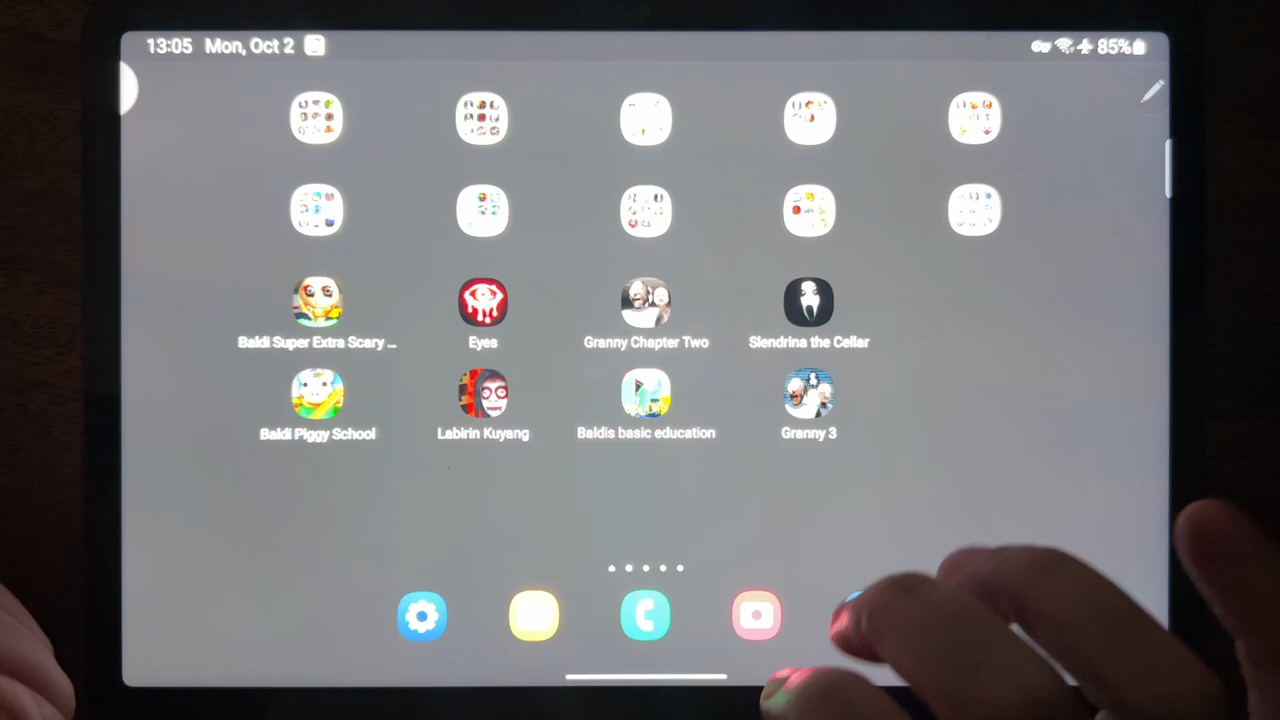 13:05 Mon, Oct 2 85%
Baldi Super Extra Scary ... Eyes Granny Chapter Two Slendrina the Cellar
Baldi Piggy School Labirin Kuyang Baldis basic education Granny 3